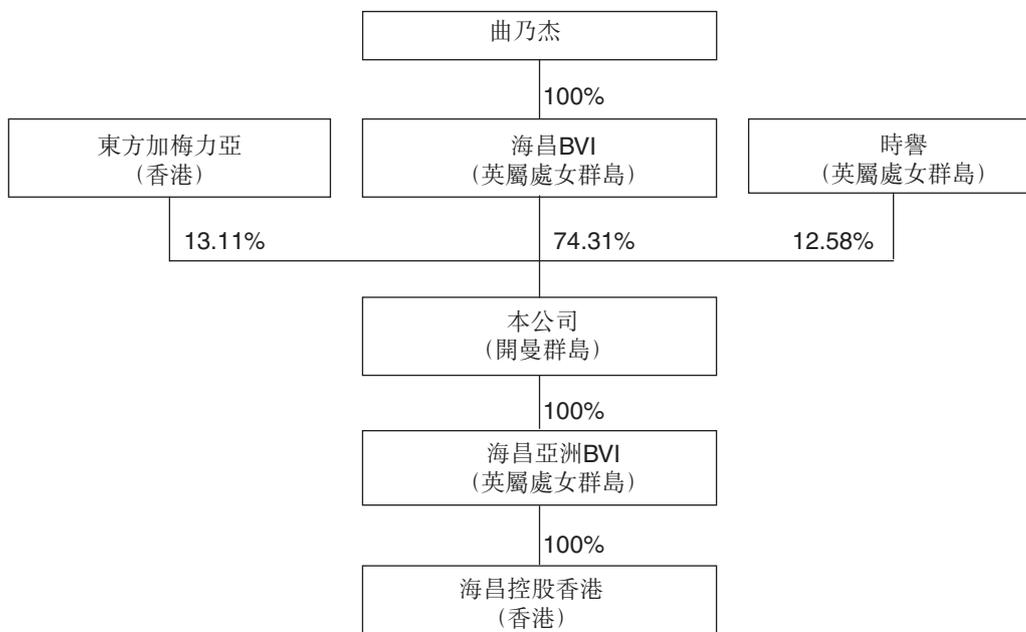 曲乃杰
100%
東方加梅力亞
(香港)
海昌BVI
(英屬處女群島)
時譽
(英屬處女群島)
13.11%
74.31%
12.58%
本公司
(開曼群島)
100%
海昌亞洲BVI
(英屬處女群島)
100%
海昌控股香港
(香港)